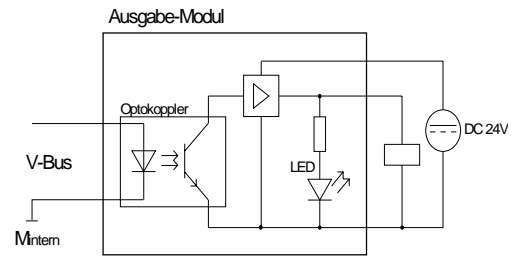 Ausgabe-Modul
Optokoppler
DC 24V
V-Bus
LED
Mintern